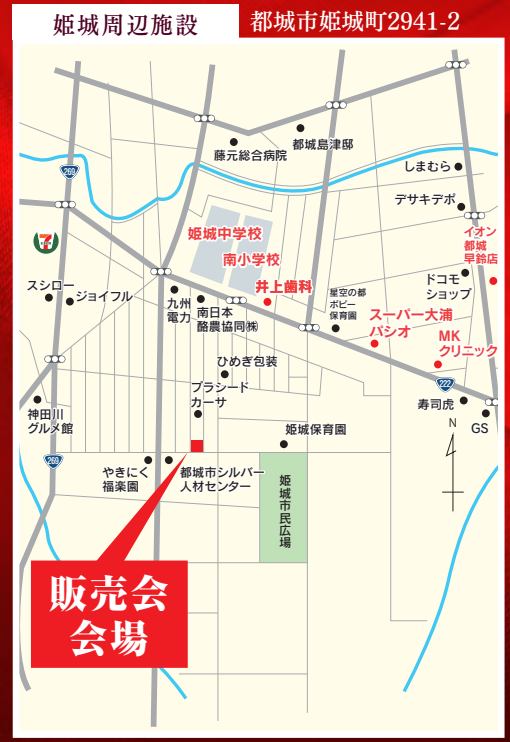 姫城周辺施設
都城市姫城町2941-2
藤元総合病院
都城島津邸
しまむら
デサキデポ
269
7
姫城中学校
南小学校
井上歯科
イオン
都城
早鈴店
スシロー
ジョイフル
九州
電力
南日本
酪農協同㈱
星空の都
ポピー
保育園
ドコモ
ショップ
スーパー大浦
パシオ
MK
クリニック
ひめぎ包装
プラシード
カーサ
222
寿司虎
GS
N
神田川
グルメ館
姫城保育園
269
やきにく
福楽園
都城市シルバー
人材センター
姫城市民広場
販売会
会場